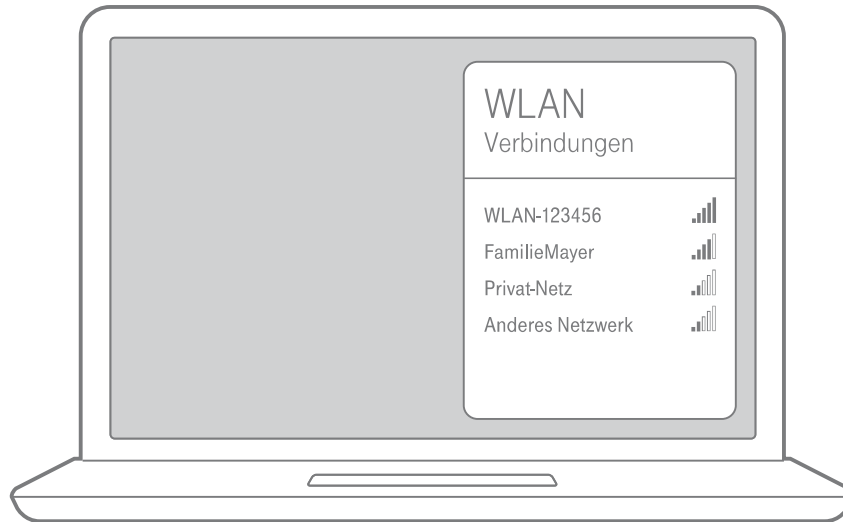 WLAN
Verbindungen
WLAN-123456
FamilieMayer
Privat-Netz
Anderes Netzwerk